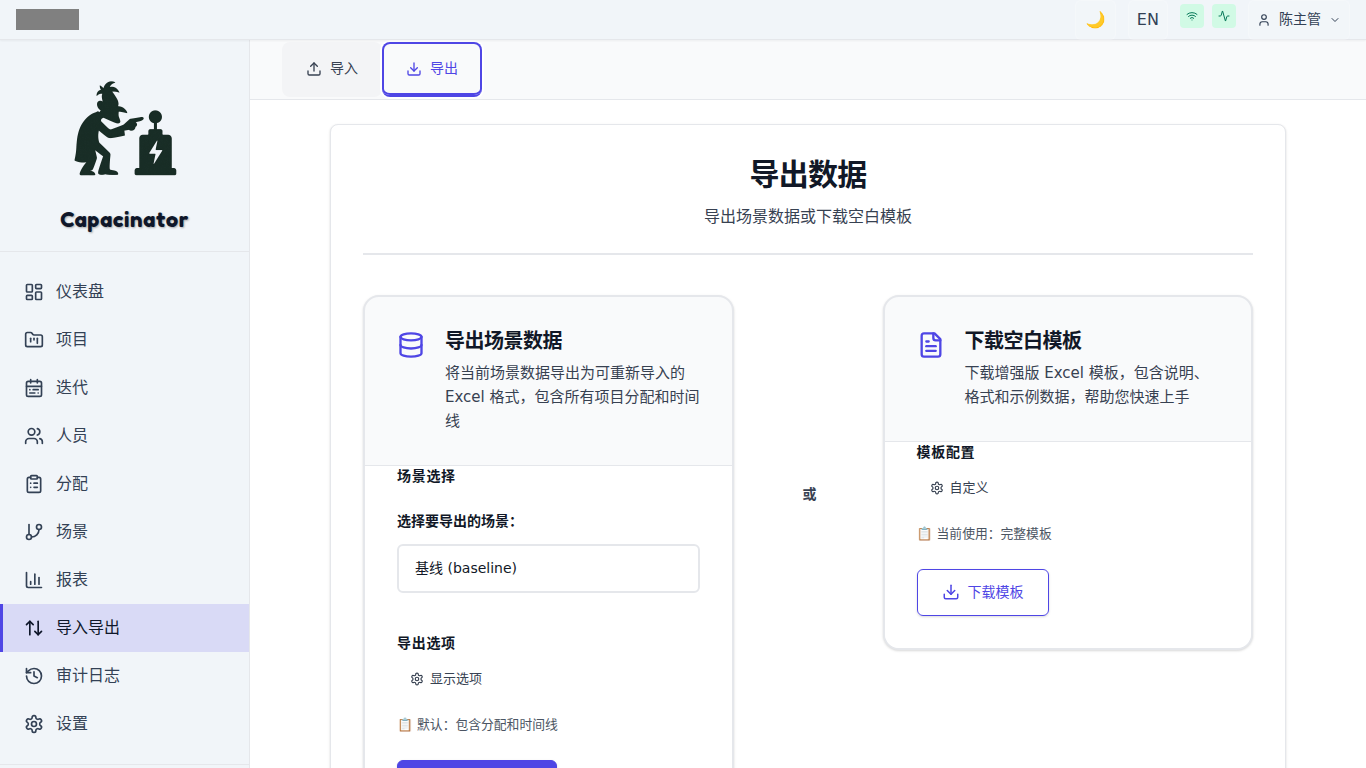 EN
陈主管
Capacinator
仪表盘
项目
迭代
人员
分配
场景
报表
导入导出
审计日志
设置
导入
导出
导出数据
导出场景数据或下载空白模板
导出场景数据
将当前场景数据导出为可重新导入的
Excel 格式，包含所有项目分配和时间
线
场景选择
选择要导出的场景：
基线 (baseline)
导出选项
显示选项
默认：包含分配和时间线
或
下载空白模板
下载增强版 Excel 模板，包含说明、
格式和示例数据，帮助您快速上手
模板配置
自定义
当前使用：完整模板
下载模板